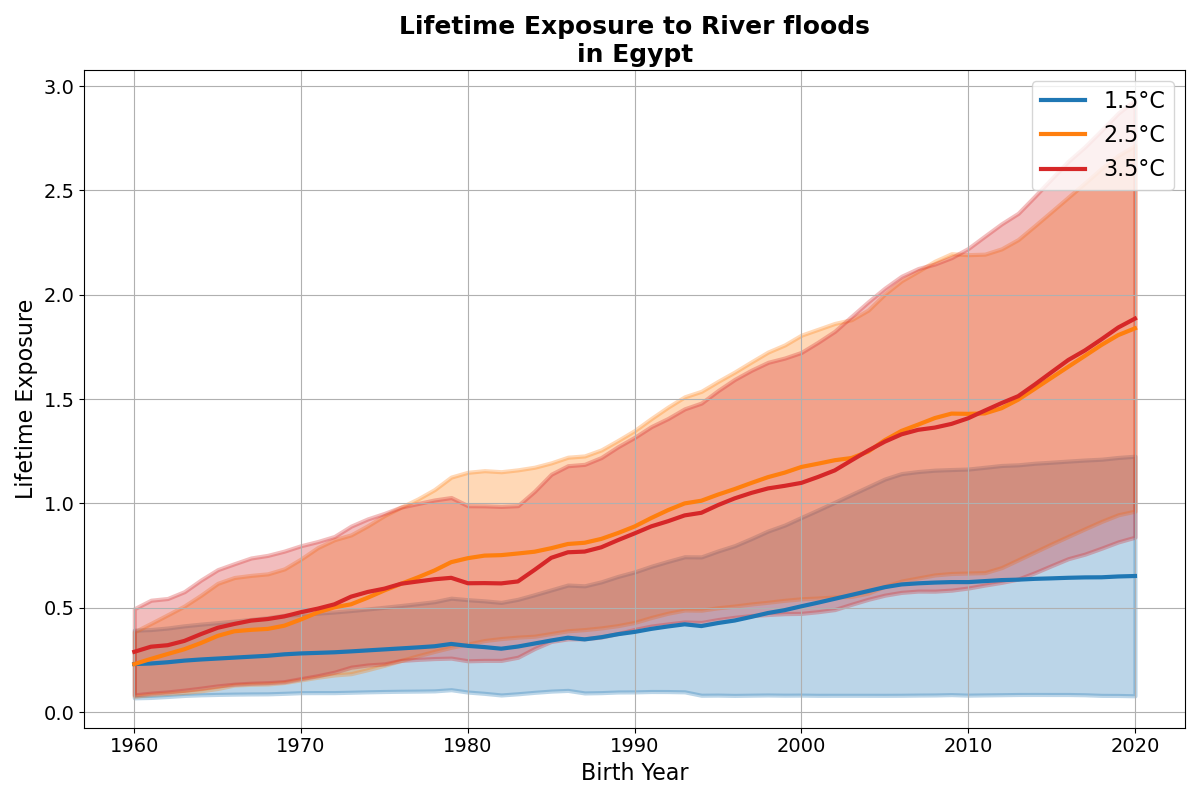 Lifetime Exposure to River floods
in Egypt
3.0
2.5
2.0
1.5
1.0
0.5
0.0
Lifetime Exposure
1.5°C
2.5°C
3.5°C
1960
1970
1980
1990
2000
2010
2020
Birth Year